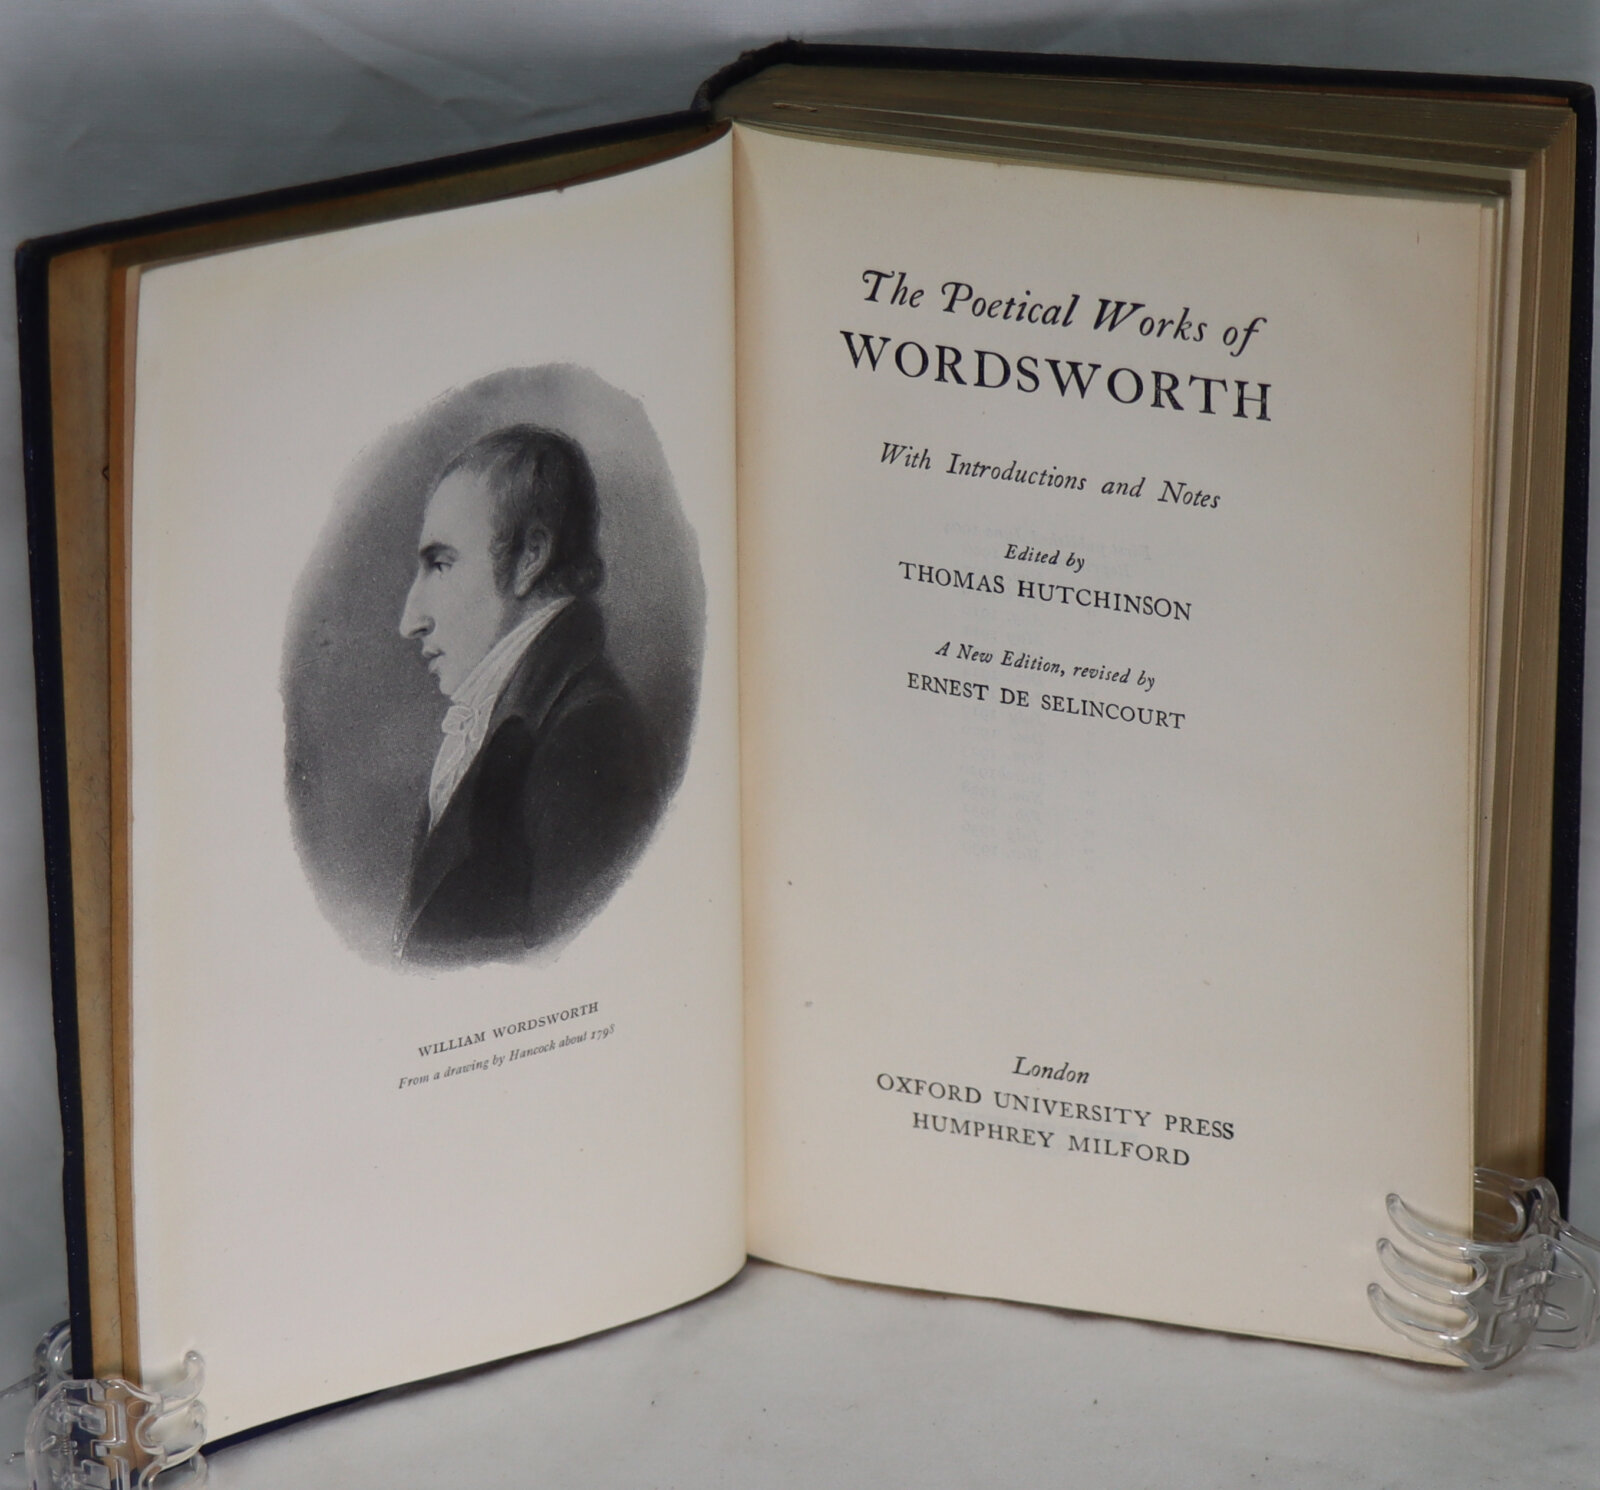 WILLIAM WORDSWORTH
From a drawing by Hancock about 1798
The Poetical Works of
WORDSWORTH
With Introductions and Notes
Edited by
THOMAS HUTCHINSON
A New Edition, revised by
ERNEST DE SELINCOURT
London
OXFORD UNIVERSITY PRESS
HUMPHREY MILFORD